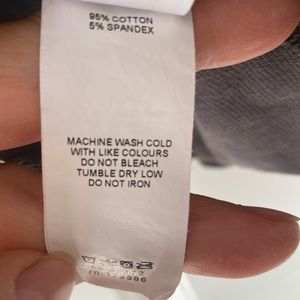 95% COTTON
5% SPANDEX
MACHINE WASH COLD
WITH LIKE COLOURS
DO NOT BLEACH
TUMBLE DRY LOW
DO NOT IRON